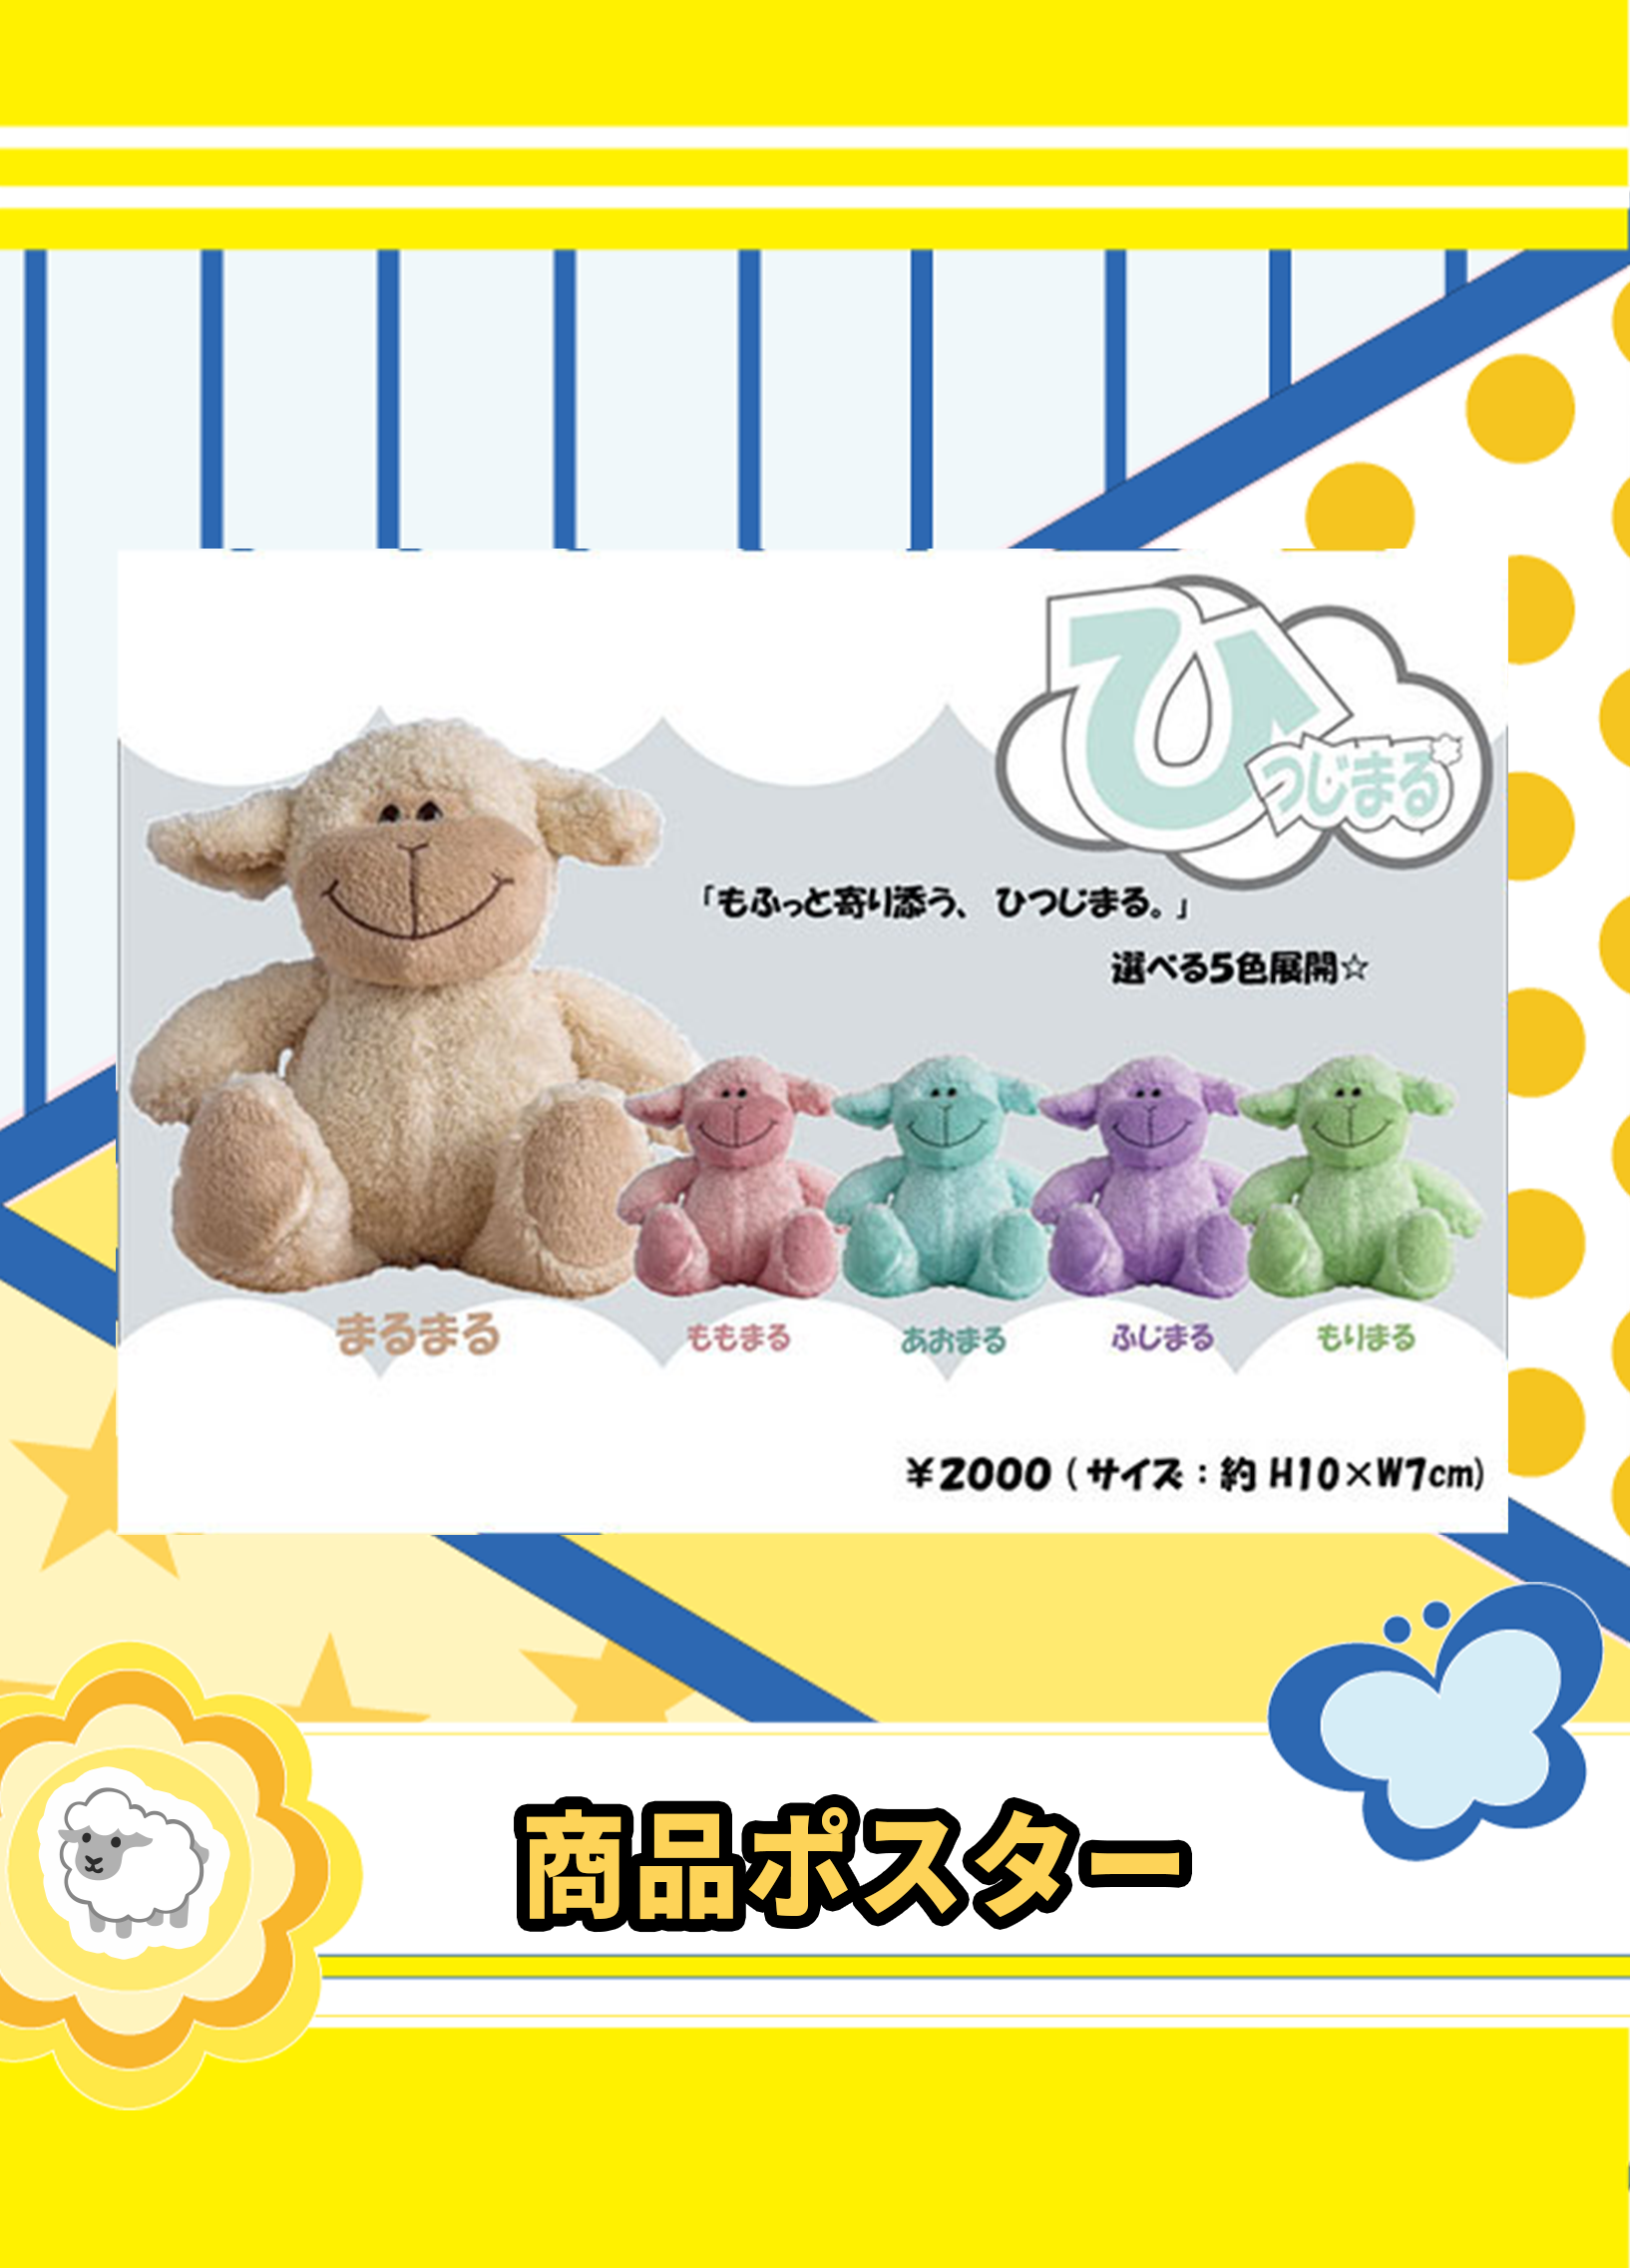 ひつじまる
「もふっと寄り添う、 ひつじまる。」
選べる5色展開☆
まるまる
ももまる
あおまる
ふじまる
もりまる
￥2000（サイズ：約 H10×W7cm）
商品ポスター